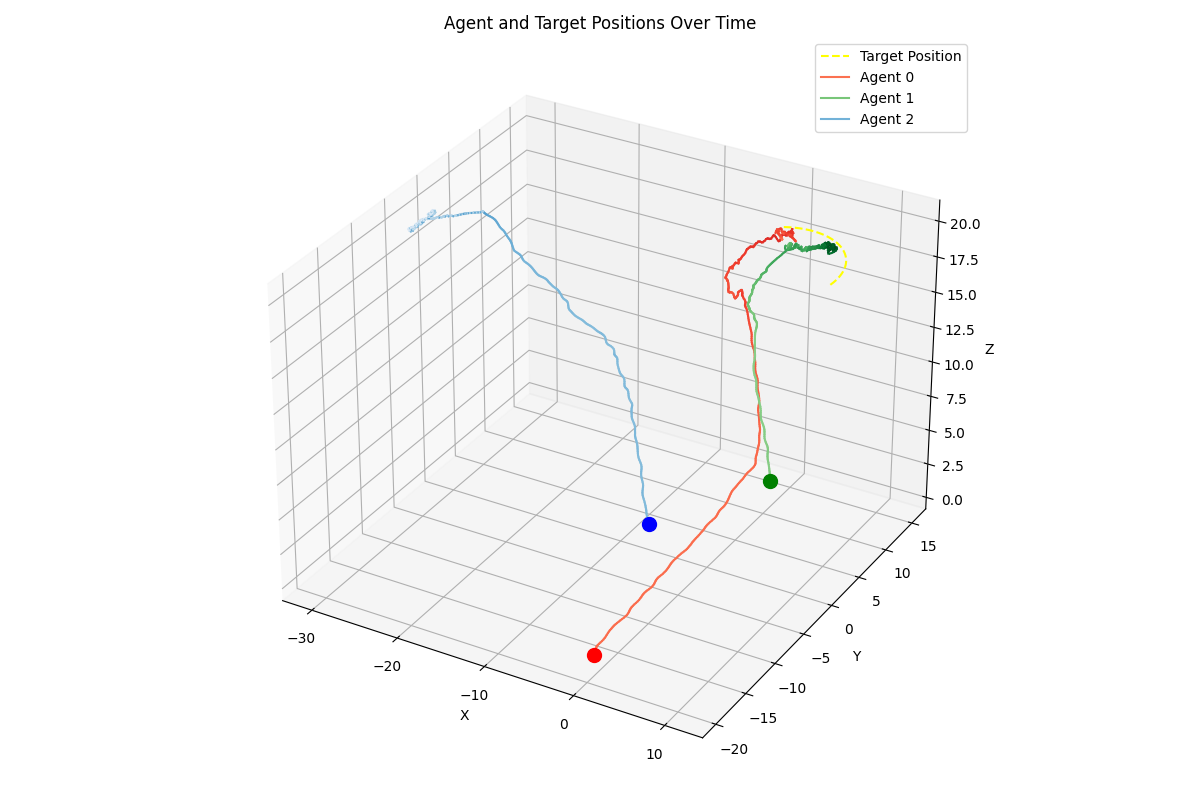 Agent and Target Positions Over Time
Target Position
Agent 0
Agent 1
Agent 2
20.0
17.5
15.0
12.5
Z
10.0
7.5
5.0
2.5
0.0
15
10
5
0
Y
−5
−10
−15
−20
−30
−20
−10
X
0
10